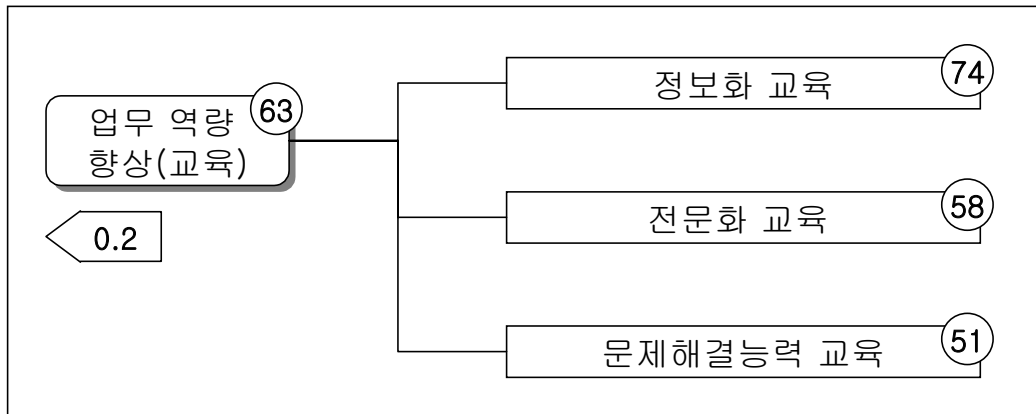 업무 역량
향상(교육)
63
0.2
정보화 교육
74
전문화 교육
58
문제해결능력 교육
51